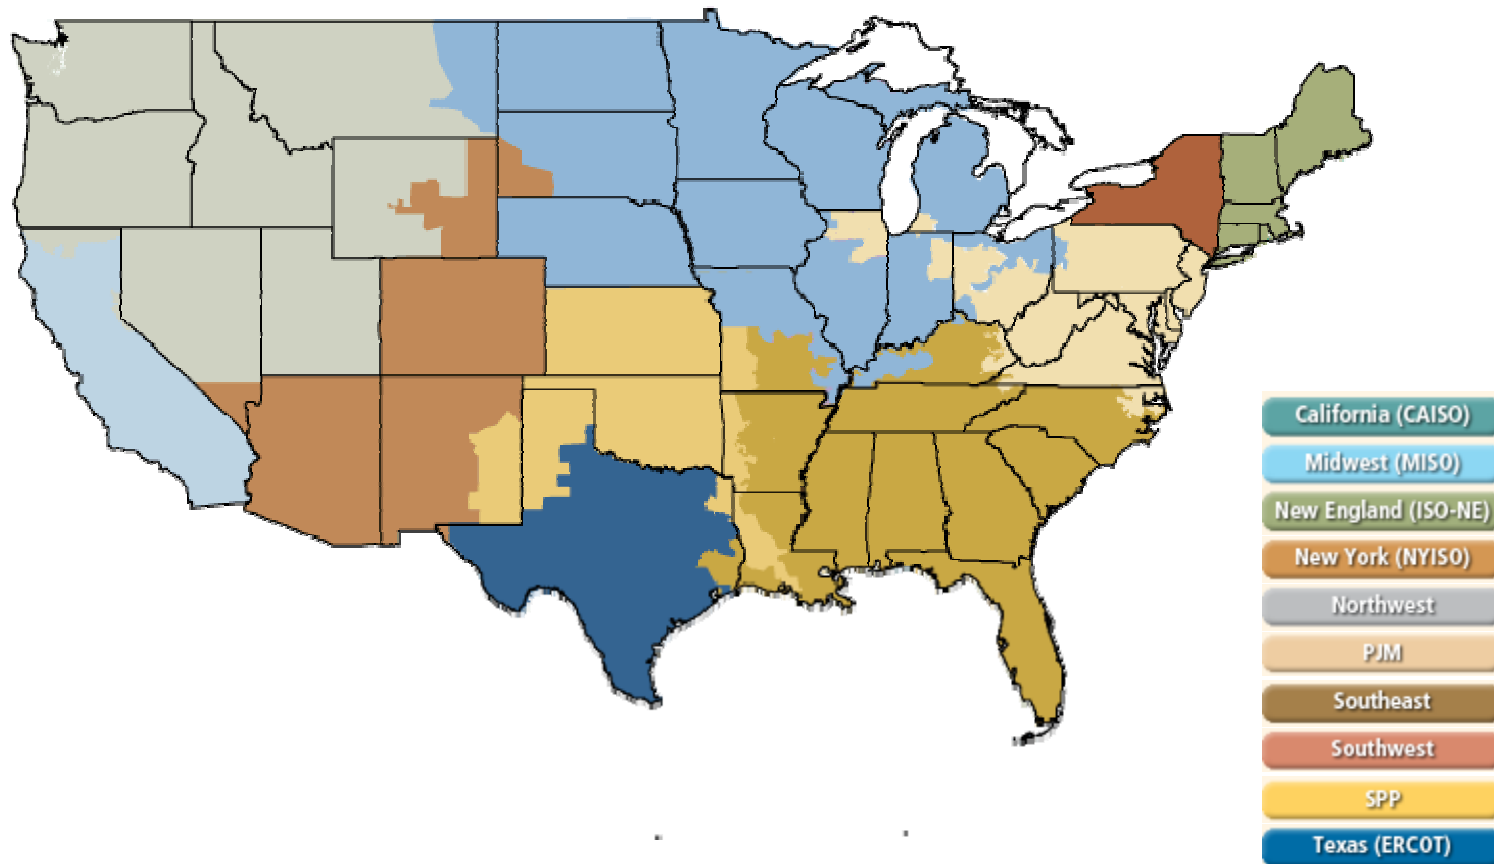 California (CAISO)
Midwest (MISO)
New England (ISO-NE)
New York (NYISO)
Northwest
PJM
Southeast
Southwest
SPP
Texas (ERCOT)